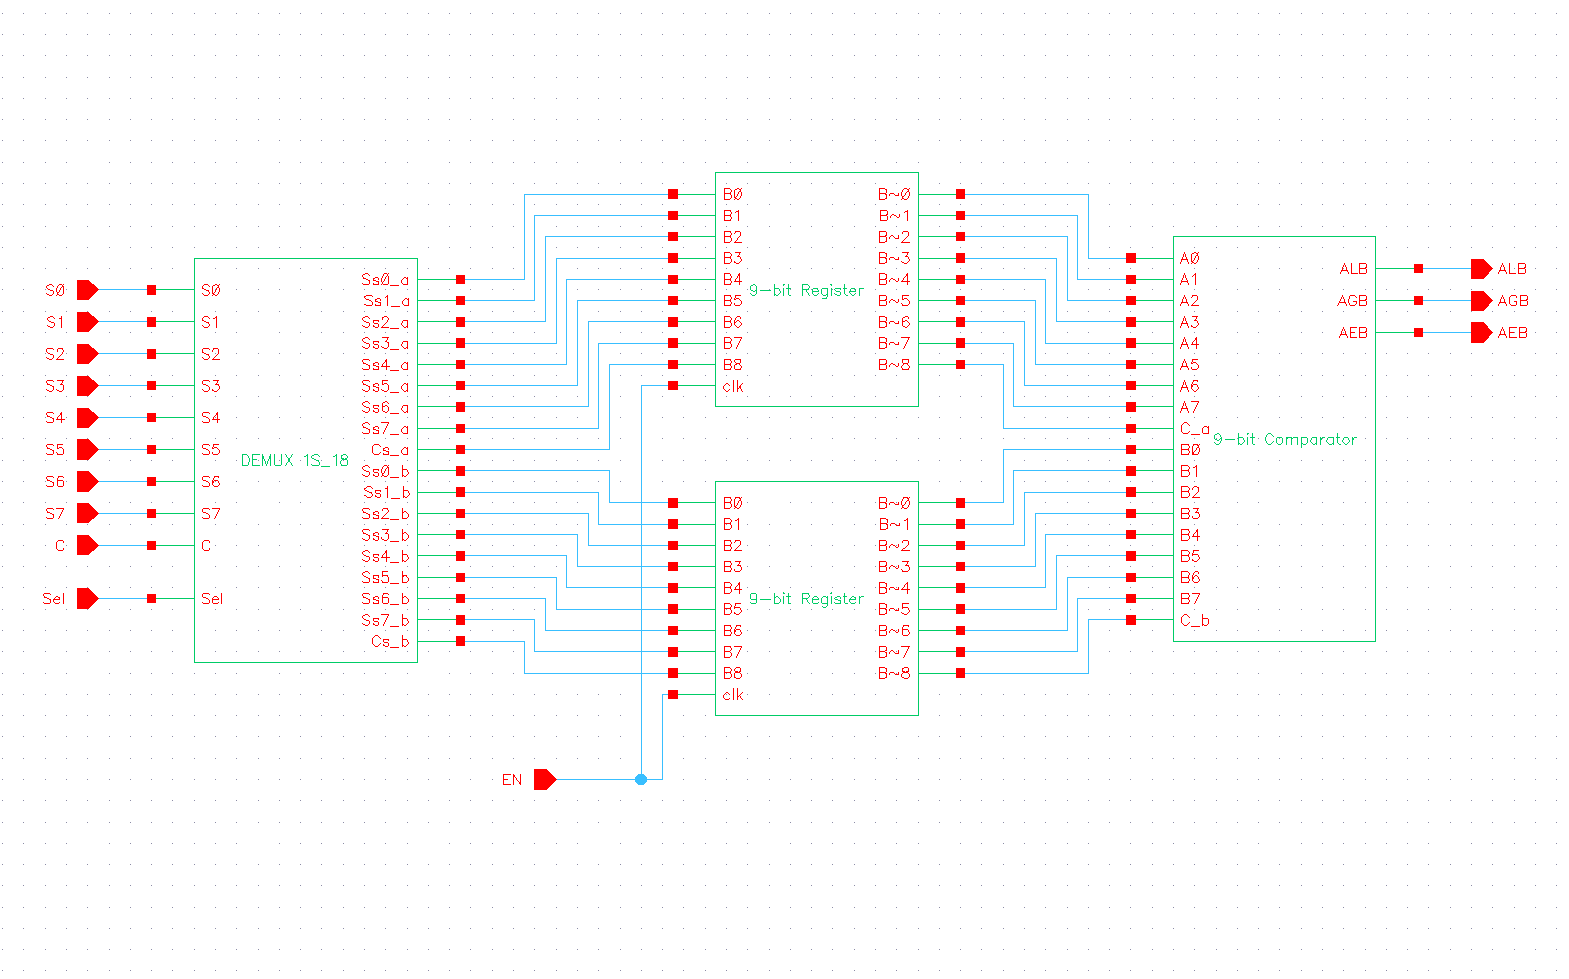 S0
S1
S2
S3
S4
S5
S6
S7
C
Sel
S0
S1
S2
S3
S4
S5
S6
S7
C
Sel
DEMUX 1S_18
Ss0_a
Ss1_a
Ss2_a
Ss3_a
Ss4_a
Ss5_a
Ss6_a
Ss7_a
Cs_a
Ss0_b
Ss1_b
Ss2_b
Ss3_b
Ss4_b
Ss5_b
Ss6_b
Ss7_b
Cs_b
EN
B0
B1
B2
B3
B4
B5
B6
B7
B8
clk
9-bit Register
B~0
B~1
B~2
B~3
B~4
B~5
B~6
B~7
B~8
B0
B1
B2
B3
B4
B5
B6
B7
B8
clk
9-bit Register
B~0
B~1
B~2
B~3
B~4
B~5
B~6
B~7
B~8
A0
A1
A2
A3
A4
A5
A6
A7
C_a
B0
B1
B2
B3
B4
B5
B6
B7
C_b
9-bit Comparator
ALB
AGB
AEB
ALB
AGB
AEB